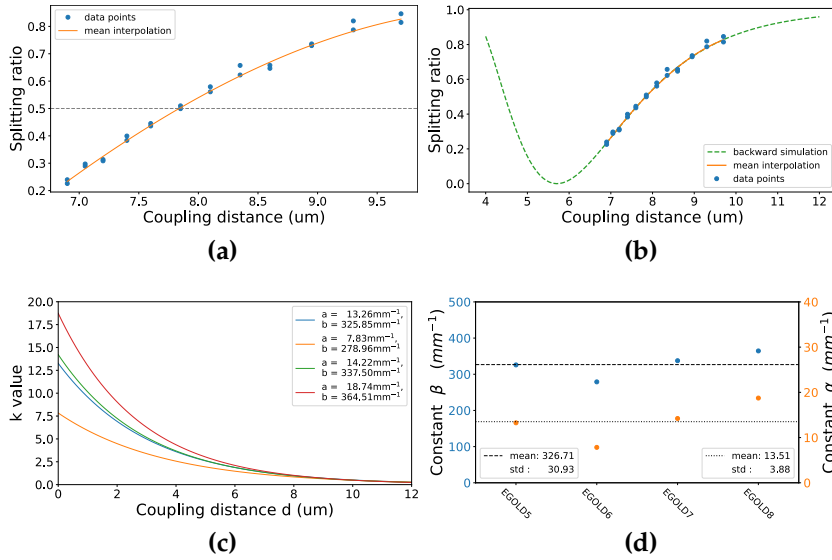 data points
mean interpolation
Splitting ratio
0.8
0.7
0.6
0.5
0.4
0.3
0.2
7.0 7.5 8.0 8.5 9.0 9.5
Coupling distance (um)
(a)
Splitting ratio
1.0
0.8
0.6
0.4
0.2
0.0
backward simulation
mean interpolation
data points
4 5 6 7 8 9 10 11 12
Coupling distance (um)
(b)
k value
20.0
17.5
15.0
12.5
10.0
7.5
5.0
2.5
0.0
a = 13.26mm⁻¹,
b = 325.85mm⁻¹
a = 7.83mm⁻¹,
b = 278.96mm⁻¹
a = 14.22mm⁻¹,
b = 337.50mm⁻¹
a = 18.74mm⁻¹,
b = 364.51mm⁻¹
0 2 4 6 8 10 12
Coupling distance d (um)
(c)
Constant β (mm⁻¹)
500
400
300
200
100
0
40
30
20
10
0
Constant α (mm⁻¹)
mean: 326.71
std : 30.93
mean: 13.51
std : 3.88
EGOLD5
EGOLD6
EGOLD7
EGOLD8
(d)